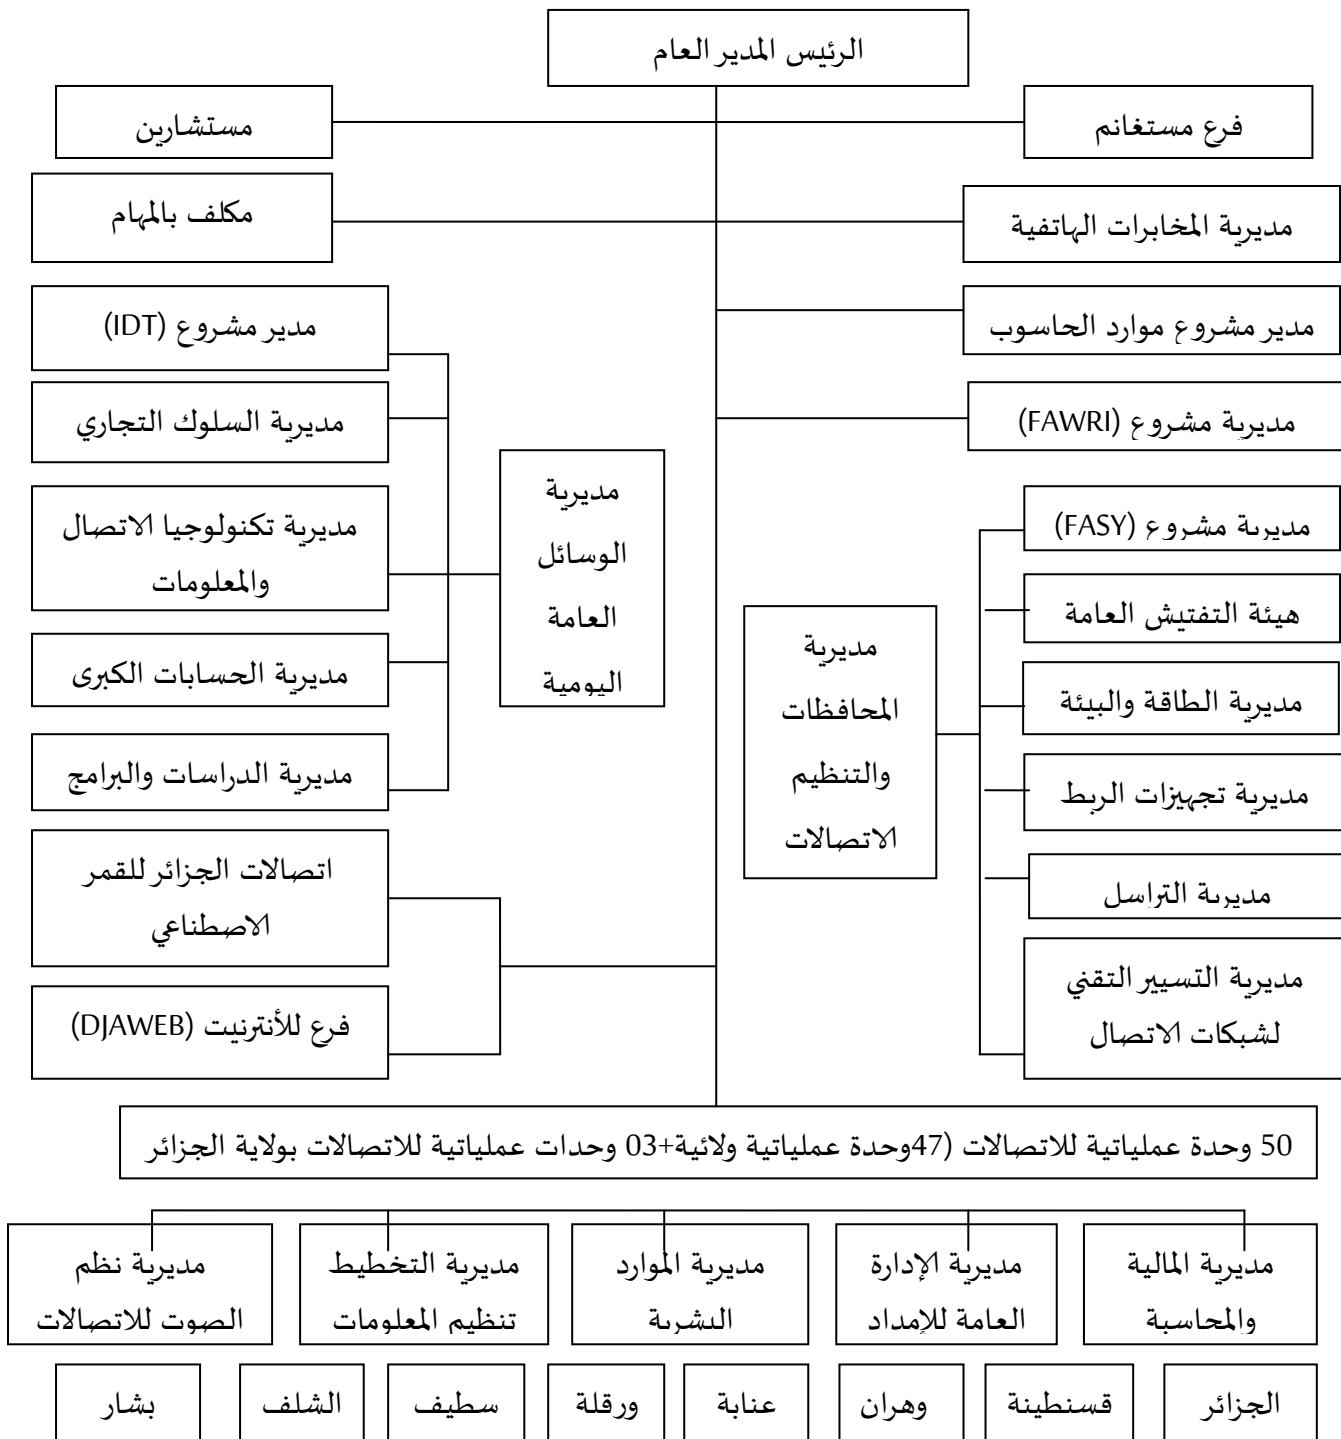 الرئيس المدير العام
فرع مستغانم
مستشارين
مديرية المخابرات الهاتفية
مكلف بالمهام
مدير مشروع موارد الحاسوب
مدير مشروع (IDT)
مديرية مشروع (FAWRI)
مديرية السلوك التجاري
مديرية تكنولوجيا الاتصال
والمعلومات
مديرية الحسابات الكبرى
مديرية الدراسات والبرامج
مديرية
الوسائل
العامة
اليومية
مديرية مشروع (FASY)
هيئة التفتيش العامة
مديرية الطاقة والبيئة
مديرية تجهيزات الربط
مديرية التراسل
مديرية التسيير التقني
لشبكات الاتصال
مديرية
المحافظات
والتنظيم
الاتصالات
اتصالات الجزائر للقمر
الاصطناعي
فرع للأنترنيت (DJAWEB)
50 وحدة عملياتية للاتصالات (47وحدة عملياتية ولائية+03 وحدات عملياتية للاتصالات بولاية الجزائر
مديرية المالية
والمحاسبة
مديرية الإدارة
العامة للإمداد
مديرية الموارد
البشرية
مديرية التخطيط
تنظيم المعلومات
مديرية نظم
الصوت للاتصالات
الجزائر
قسنطينة
وهران
عنابة
ورقلة
سطيف
الشلف
بشار